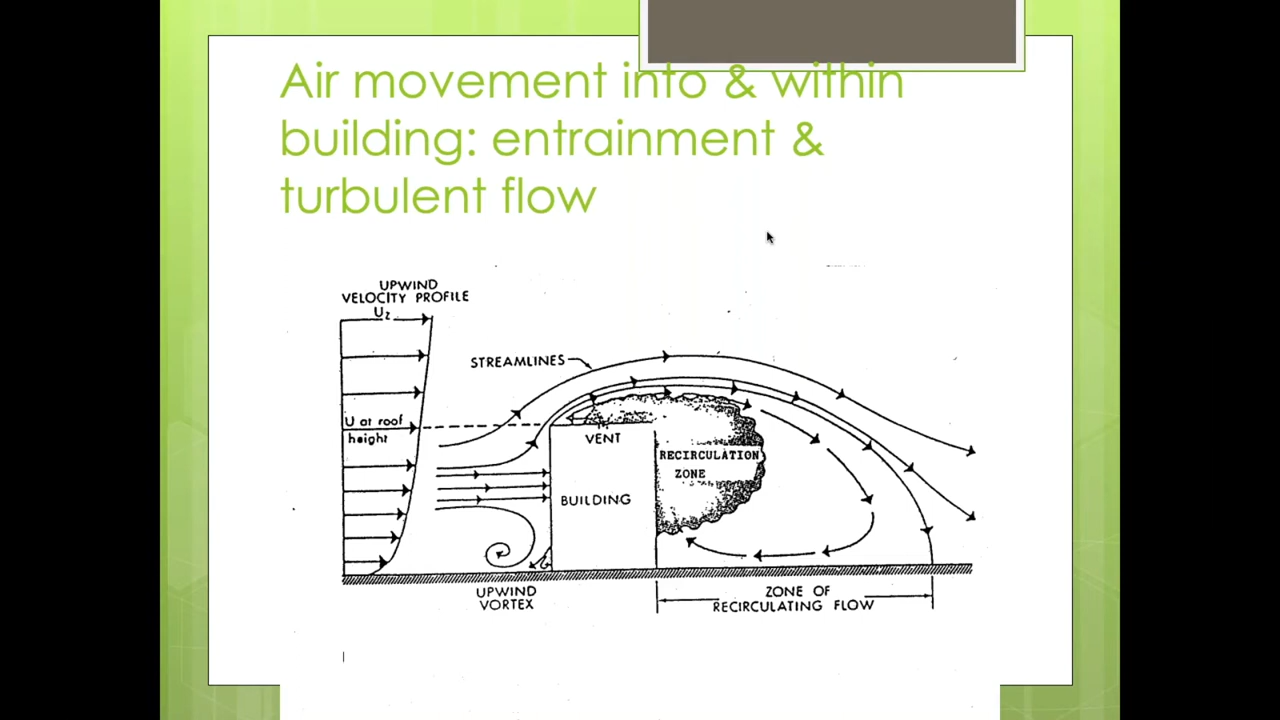 Air movement into & within
building: entrainment &
turbulent flow
UPWIND
VELOCITY PROFILE
Uz
STREAMLINES
U at roof
height
VENT
RECIRCULATION
ZONE
BUILDING
UPWIND
VORTEX
ZONE OF
RECIRCULATING FLOW